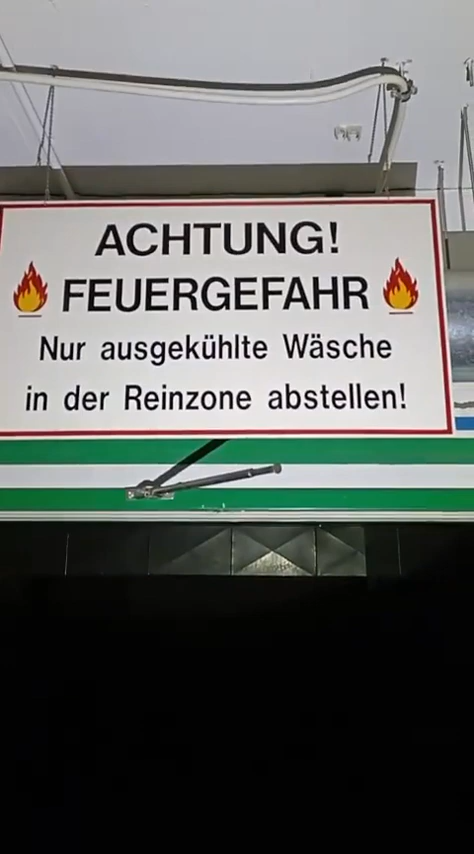 ACHTUNG!
FEUERGEFAHR
Nur ausgekühlte Wäsche
in der Reinzone abstellen!